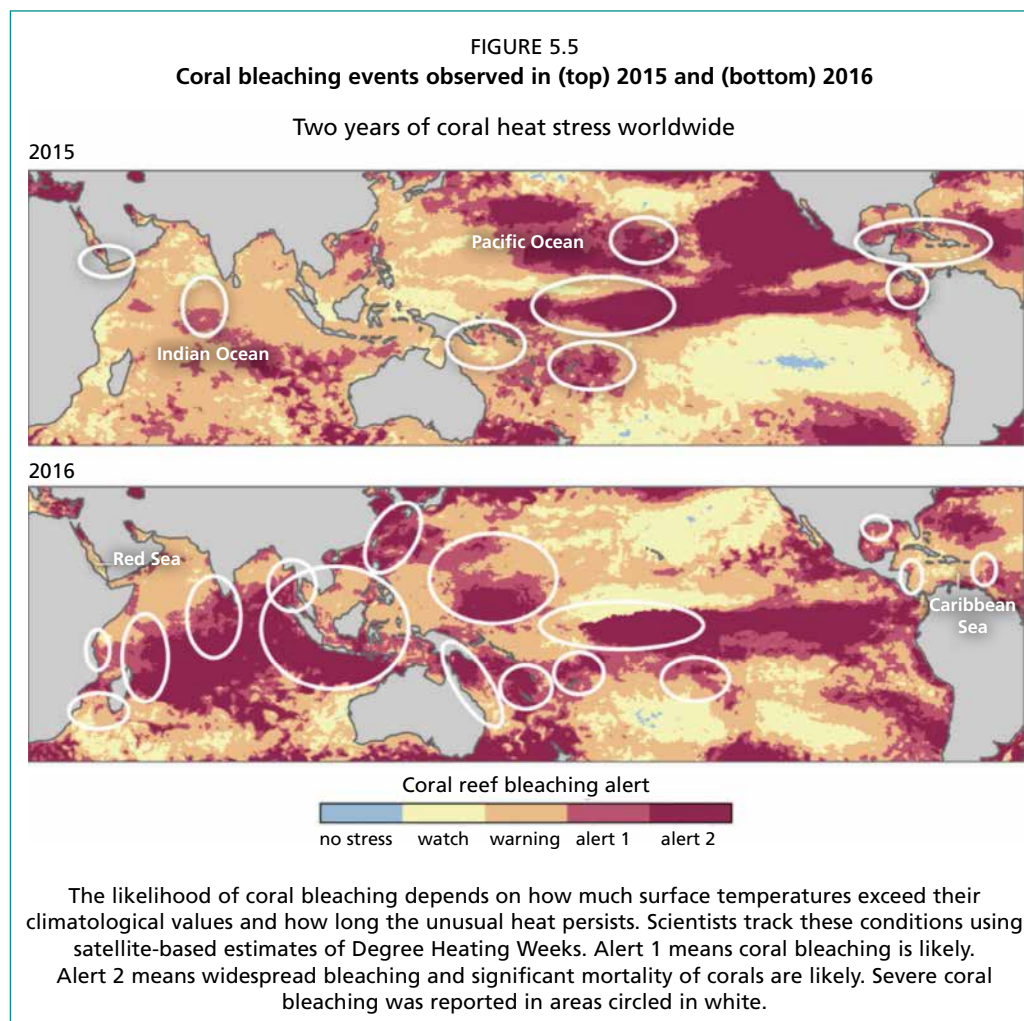 FIGURE 5.5
Coral bleaching events observed in (top) 2015 and (bottom) 2016
Two years of coral heat stress worldwide
2015
Pacific Ocean
Indian Ocean
2016
Red Sea
Caribbean
Sea
Coral reef bleaching alert
no stress watch warning alert 1 alert 2
The likelihood of coral bleaching depends on how much surface temperatures exceed their
climatological values and how long the unusual heat persists. Scientists track these conditions using
satellite-based estimates of Degree Heating Weeks. Alert 1 means coral bleaching is likely.
Alert 2 means widespread bleaching and significant mortality of corals are likely. Severe coral
bleaching was reported in areas circled in white.